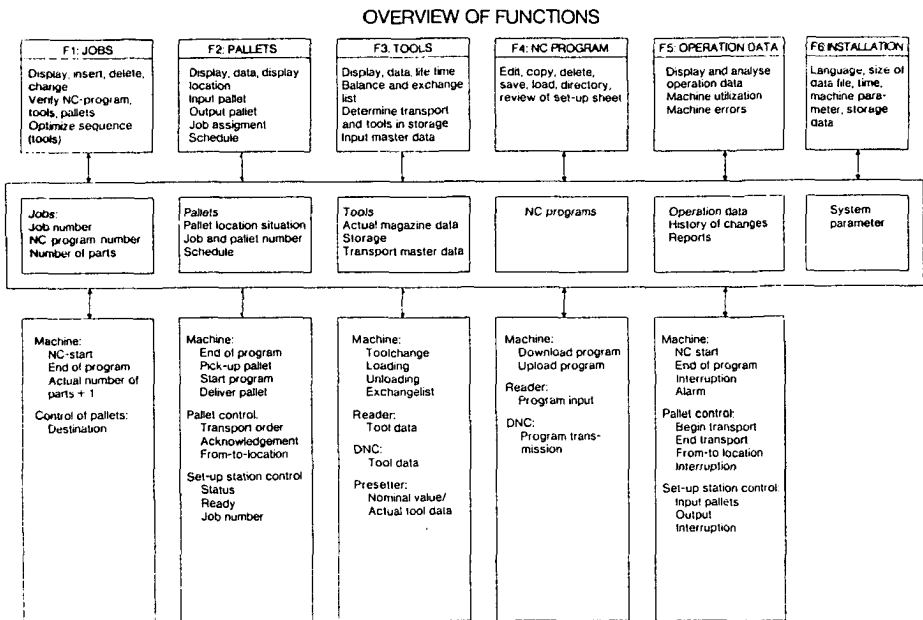 OVERVIEW OF FUNCTIONS
F1: JOBS
Display, insert, delete,
change
Verify NC-program,
tools, pallets
Optimize sequence
(tools)
F2: PALLETS
Display, data, display
location
Input pallet
Output pallet
Job assigment
Schedule
F3. TOOLS
Display, data, life time
Balance and exchange
list
Determine transport
and tools in storage
Input master data
F4: NC PROGRAM
Edit, copy, delete,
save, load, directory,
review of set-up sheet
F5: OPERATION DATA
Display and analyse
operation data
Machine utilization
Machine errors
F6 INSTALLATION
Language, size of
data file, time,
machine para-
meter, storage
data
Jobs:
Job number
NC program number
Number of parts
Pallets
Pallet location situation
Job and pallet number
Schedule
Tools
Actual magazine data
Storage
Transport master data
NC programs
Operation data
History of changes
Reports
System
parameter
Machine:
NC-start
End of program
Actual number of
parts + 1
Control of pallets:
Destination
Machine:
End of program
Pick-up pallet
Start program
Deliver pallet
Pallet control.
Transport order
Acknowledgement
From-to-location
Set-up station control
Status
Ready
Job number
Machine:
Toolchange
Loading
Unloading
Exchangelist
Reader:
Tool data
DNC:
Tool data
Presetter:
Nominal value/
Actual tool data
Machine:
Download program
Upload program
Reader:
Program input
DNC:
Program trans-
mission
Machine:
NC start
End of program
Interruption
Alarm
Pallet control:
Begin transport
End transport
From-to location
Interruption
Set-up station control:
Input pallets
Output
Interruption